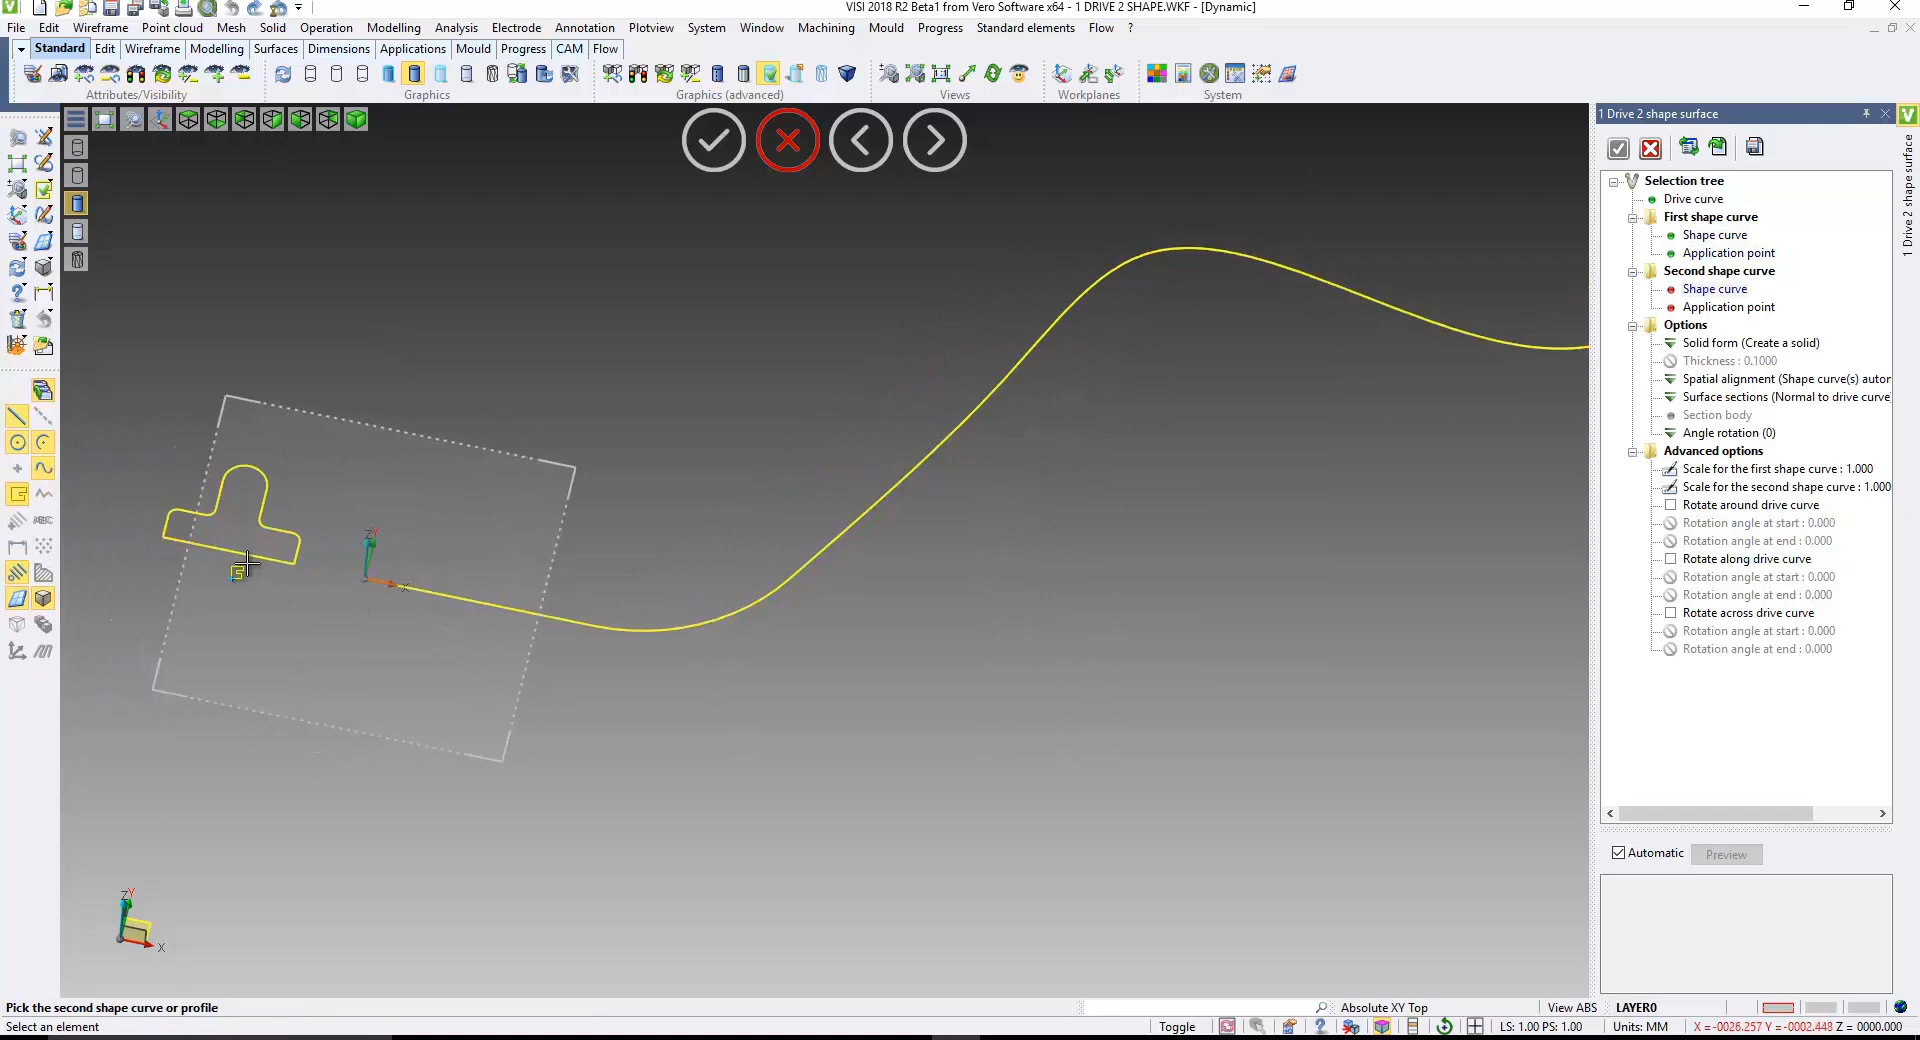 VISI 2018 R2 Beta1 from Vero Software x64 - 1 DRIVE 2 SHAPE.WKF - [Dynamic]
File Edit Wireframe Point cloud Mesh Solid Operation Modelling Analysis Electrode Annotation Plotview System Window Machining Mould Progress Standard elements Flow ?
Standard Edit Wireframe Modelling Surfaces Dimensions Applications Mould Progress CAM Flow
Attributes/Visibility Graphics Graphics (advanced) Views Workplanes System
1 Drive 2 shape surface
1 Drive 2 shape surface
Selection tree
Drive curve
First shape curve
Shape curve
Application point
Second shape curve
Shape curve
Application point
Options
Solid form (Create a solid)
Thickness : 0.1000
Spatial alignment (Shape curve(s) autor
Surface sections (Normal to drive curve
Section body
Angle rotation (0)
Advanced options
Scale for the first shape curve : 1.000
Scale for the second shape curve : 1.000
Rotate around drive curve
Rotation angle at start : 0.000
Rotation angle at end : 0.000
Rotate along drive curve
Rotation angle at start : 0.000
Rotation angle at end : 0.000
Rotate across drive curve
Rotation angle at start : 0.000
Rotation angle at end : 0.000
Automatic Preview
ABC
ZY
X
ZY
X
Pick the second shape curve or profile Absolute XY Top View ABS LAYER0
Select an element Toggle LS: 1.00 PS: 1.00 Units: MM X = -0026.257 Y = -0002.448 Z = 0000.000